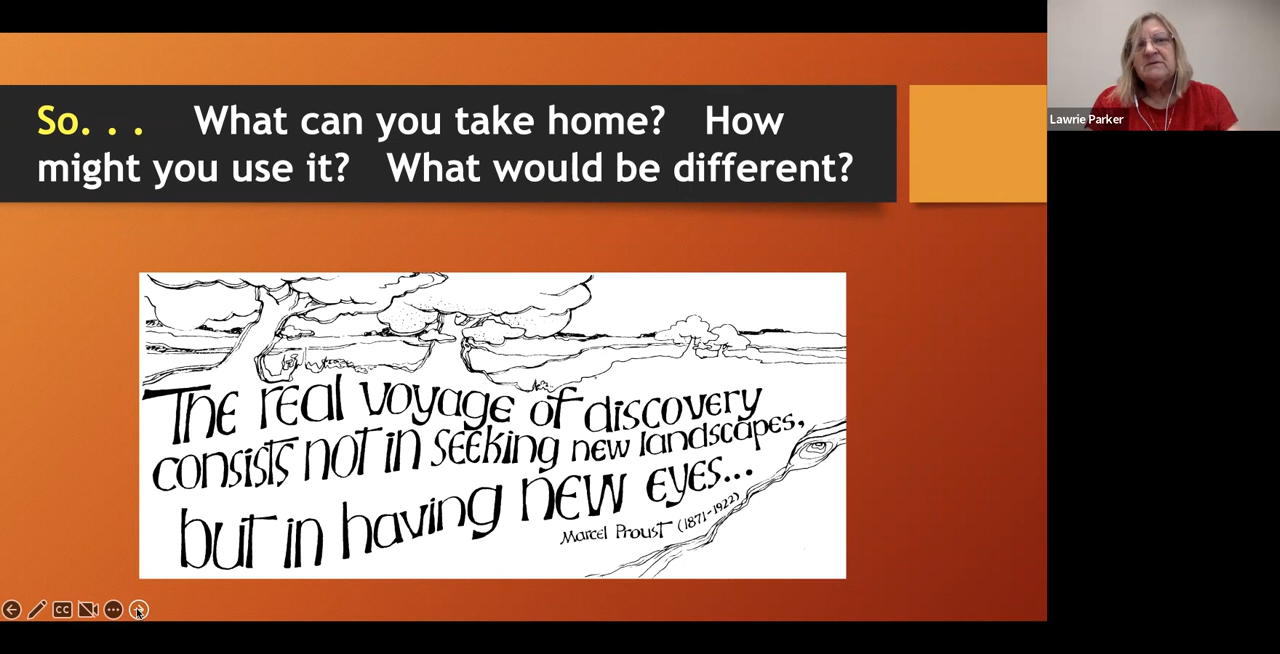 So. . . What can you take home? How
might you use it? What would be different?
The real voyage of discovery
consists not in seeking new landscapes,
but in having new eyes...
Marcel Proust (1871-1922)
Lawrie Parker
CC